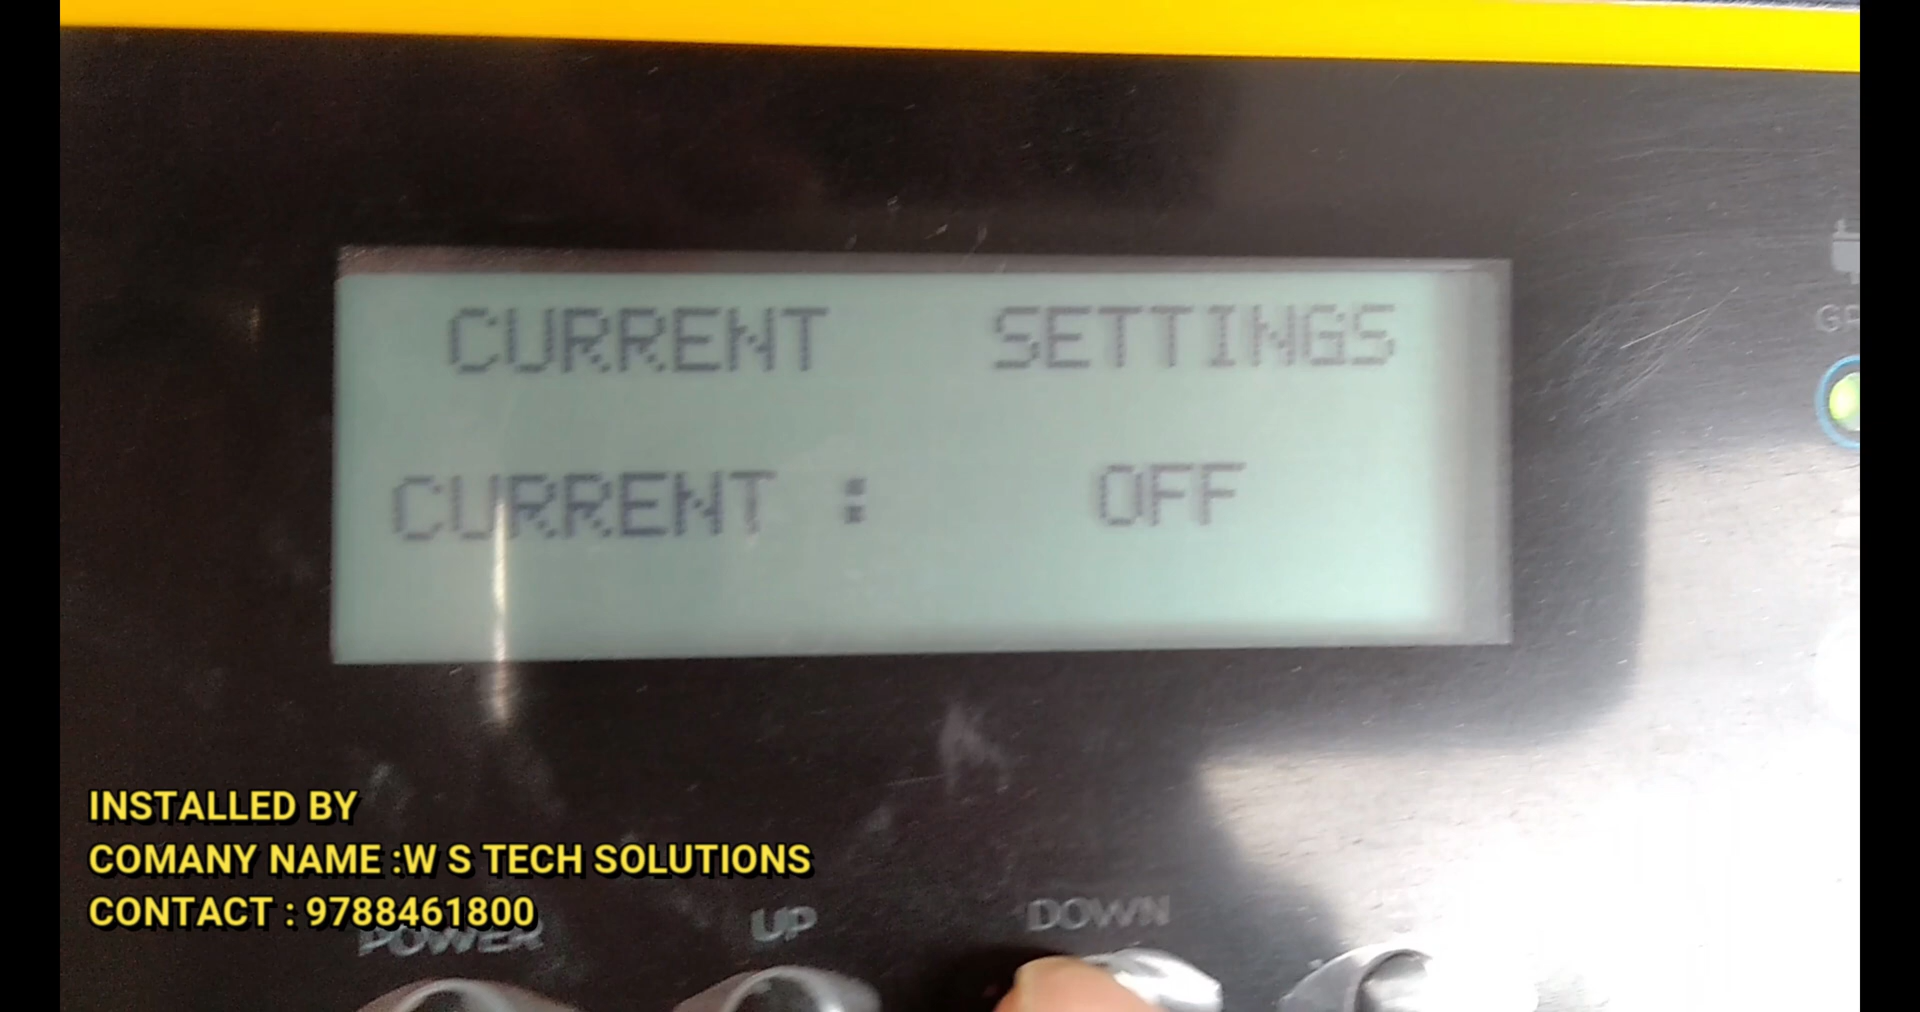 CURRENT SETTINGS
CURRENT : OFF
INSTALLED BY
COMANY NAME :W S TECH SOLUTIONS
CONTACT : 9788461800
POWER
UP
DOWN